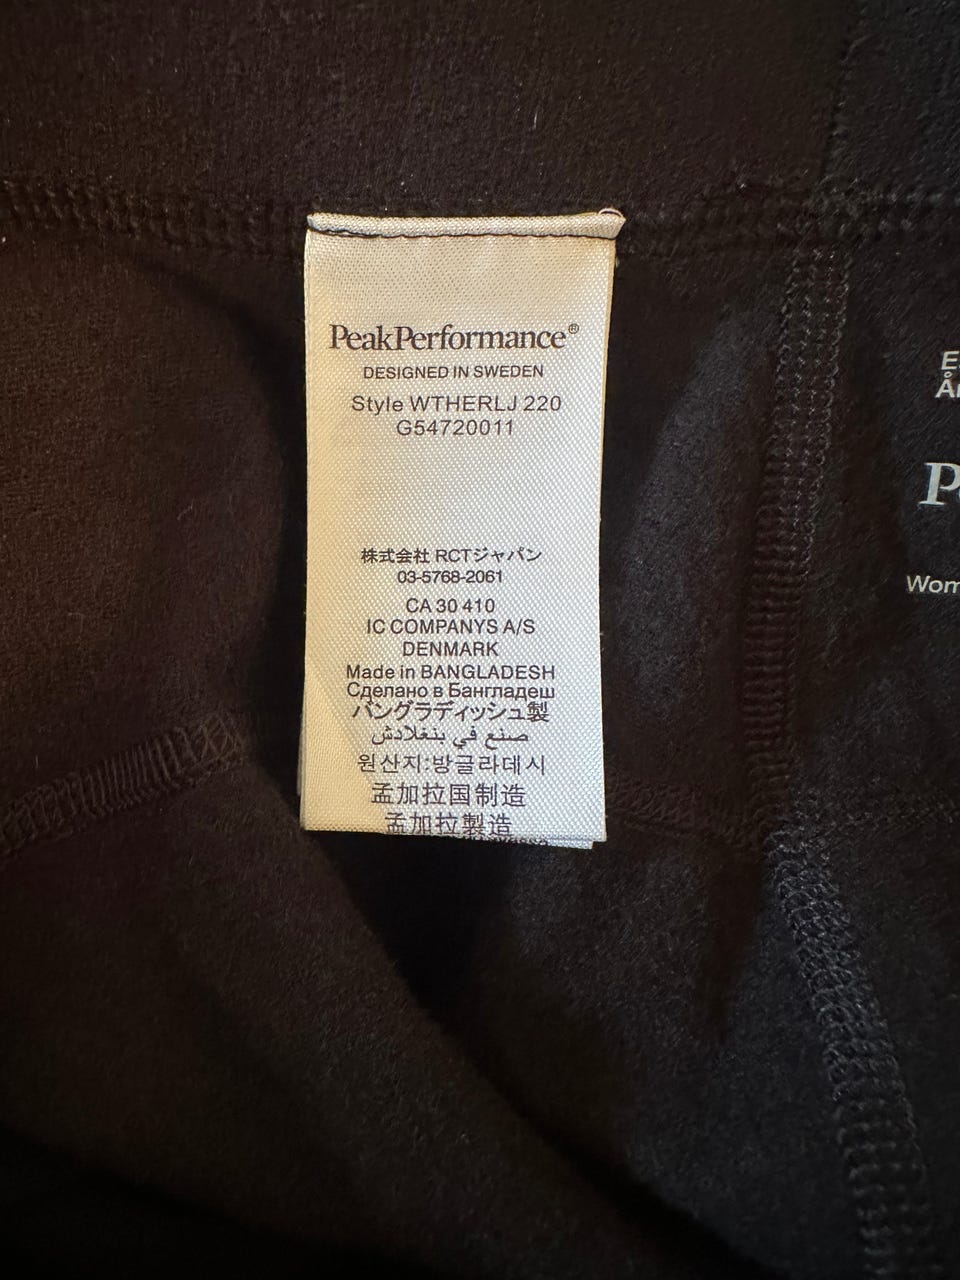 PeakPerformance®
DESIGNED IN SWEDEN
Style WTHERLJ 220
G54720011
株式会社 RCTジャパン
03-5768-2061
CA 30 410
IC COMPANYS A/S
DENMARK
Made in BANGLADESH
Сделано в Бангладеш
バングラディッシュ製
صنع في بنغلادش
원산지:방글라데시
孟加拉国制造
孟加拉製造